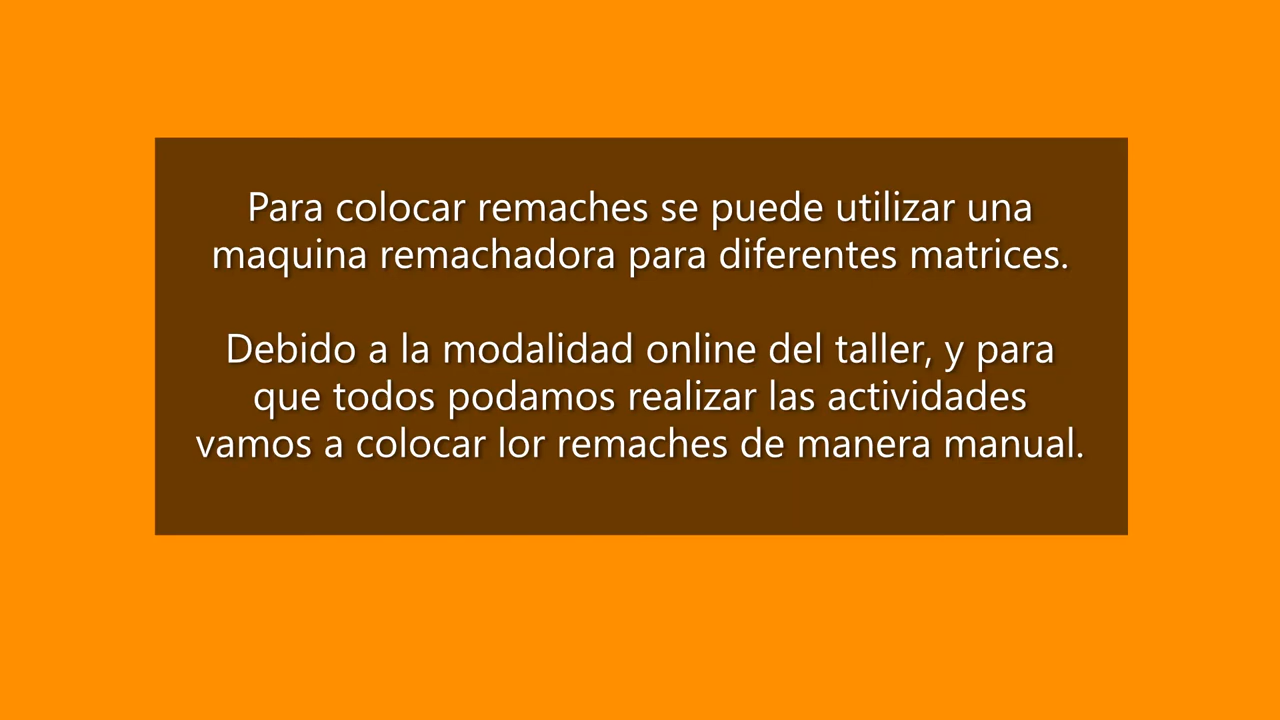 Para colocar remaches se puede utilizar una
maquina remachadora para diferentes matrices.
Debido a la modalidad online del taller, y para
que todos podamos realizar las actividades
vamos a colocar lor remaches de manera manual.